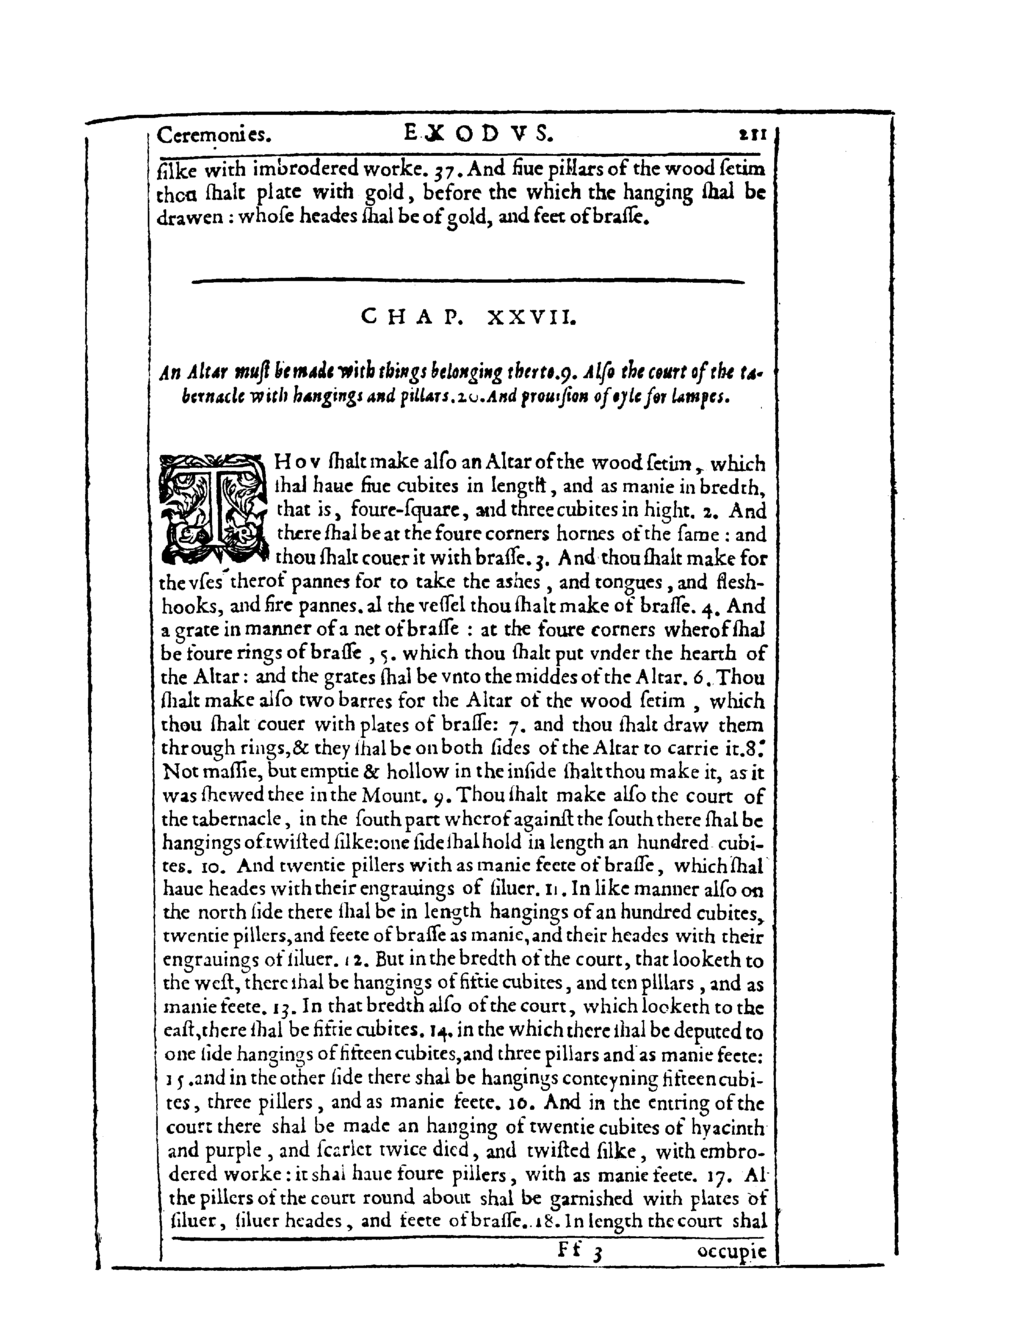 Ceremonies. EXODVS. 211
ſilke with imbrodered worke. 37. And fiue pillars of the wood ſetim
thou ſhalt plate with gold, before the which the hanging ſhal be
drawen : whoſe heades ſhal be of gold, and feet of braſſe.
CHAP. XXVII.
An Altar muſt be made with things belonging therto. 9. Alſo the court of the ta-
bernacle with hangings and pillars. 20. And prouiſion of oyle for lampes.
THov ſhalt make alſo an Altar of the wood ſetim, which
ſhal haue fiue cubites in length, and as manie in bredth,
that is, foure-ſquare, and three cubites in hight. 2. And
there ſhal be at the foure corners hornes of the ſame : and
thou ſhalt couer it with braſſe. 3. And thou ſhalt make for
the vſes therof pannes for to take the ashes, and tongues, and fleſh-
hooks, and fire pannes. al the veſſel thou ſhalt make of braſſe. 4. And
a grate in manner of a net of braſſe : at the foure corners wherof ſhal
be foure rings of braſſe, 5. which thou ſhalt put vnder the hearth of
the Altar: and the grates ſhal be vnto the middes of the Altar. 6. Thou
ſhalt make alſo two barres for the Altar of the wood ſetim, which
thou ſhalt couer with plates of braſſe: 7. and thou ſhalt draw them
through rings, & they ſhal be on both ſides of the Altar to carrie it. 8.
Not maſſie, but emptie & hollow in the inſide ſhalt thou make it, as it
was ſhewed thee in the Mount. 9. Thou ſhalt make alſo the court of
the tabernacle, in the ſouth part wherof againſt the ſouth there ſhal be
hangings of twiſted ſilke: one ſide ſhal hold in length an hundred cubi-
tes. 10. And twentie pillers with as manie feete of braſſe, which ſhal
haue heades with their engrauings of ſiluer. 11. In like manner alſo on
the north ſide there ſhal be in length hangings of an hundred cubites,
twentie pillers, and feete of braſſe as manie, and their heades with their
engrauings of ſiluer. 12. But in the bredth of the court, that looketh to
the weſt, there ſhal be hangings of fiftie cubites, and ten pillars, and as
manie feete. 13. In that bredth alſo of the court, which looketh to the
eaſt, there ſhal be fiftie cubites. 14. in the which there ſhal be deputed to
one ſide hangings of fifteen cubites, and three pillars and as manie feete:
15. and in the other ſide there shal be hangings conteyning fifteen cubi-
tes, three pillers, and as manie feete. 16. And in the entring of the
court there shal be made an hanging of twentie cubites of hyacinth
and purple, and ſcarlet twice died, and twiſted ſilke, with embro-
dered worke : it shal haue foure pillers, with as manie feete. 17. Al
the pillers of the court round about shal be garnished with plates of
ſiluer, ſiluer heades, and feete of braſſe. 18. In length the court shal
Ff 3 occupie